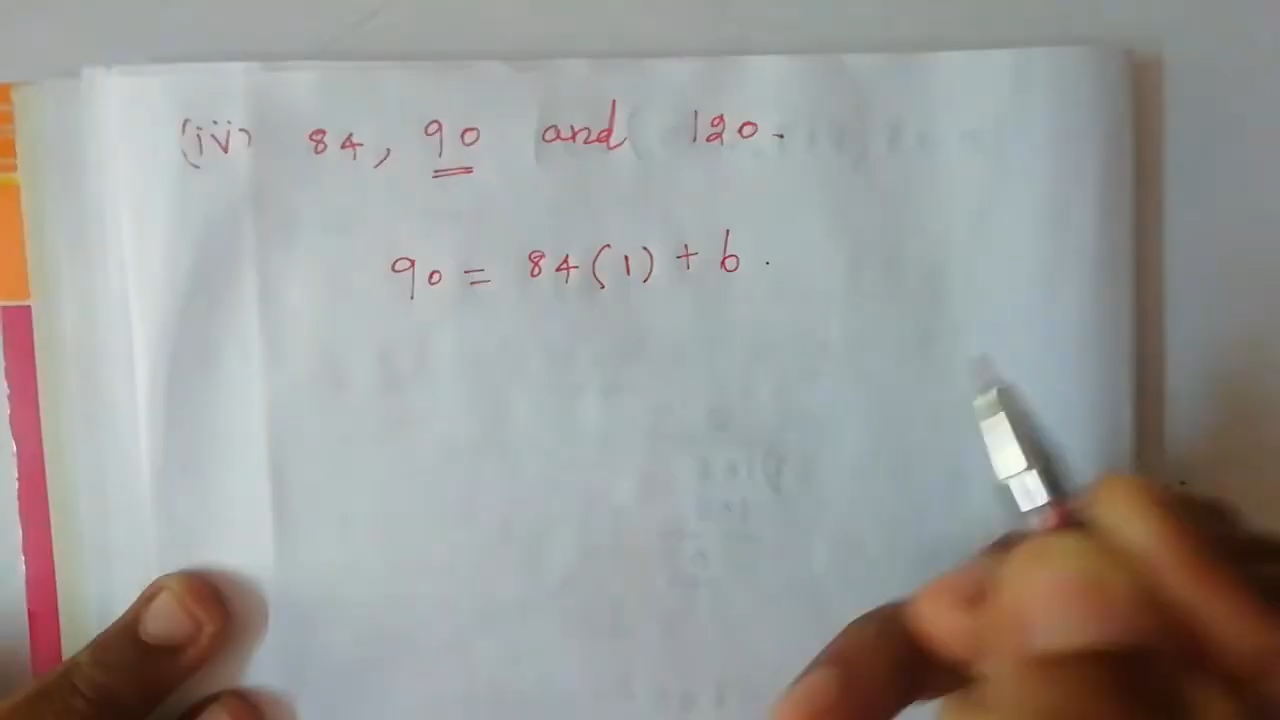 (iv) 84, 90 and 120.
90 = 84(1) + 6.